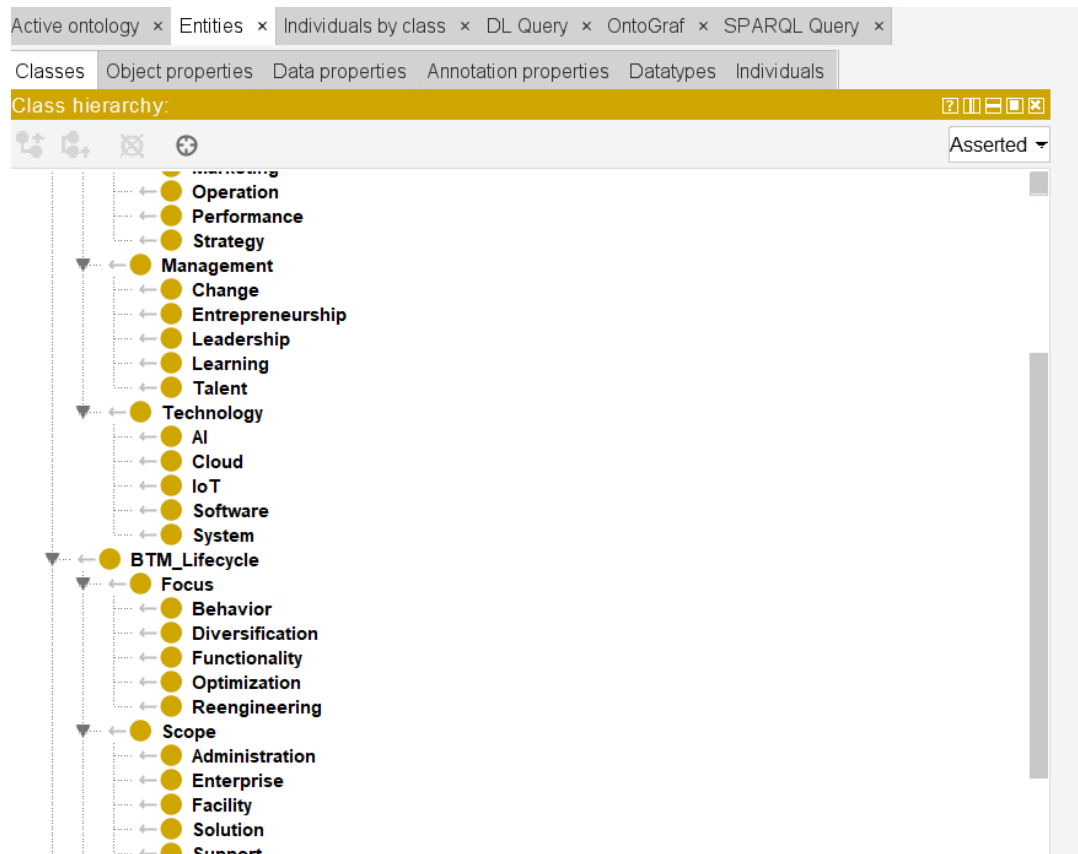 Active ontology × Entities × Individuals by class × DL Query × OntoGraf × SPARQL Query ×
Classes Object properties Data properties Annotation properties Datatypes Individuals
Class hierarchy:
Asserted
Marketing
Operation
Performance
Strategy
Management
Change
Entrepreneurship
Leadership
Learning
Talent
Technology
AI
Cloud
IoT
Software
System
BTM_Lifecycle
Focus
Behavior
Diversification
Functionality
Optimization
Reengineering
Scope
Administration
Enterprise
Facility
Solution
Support